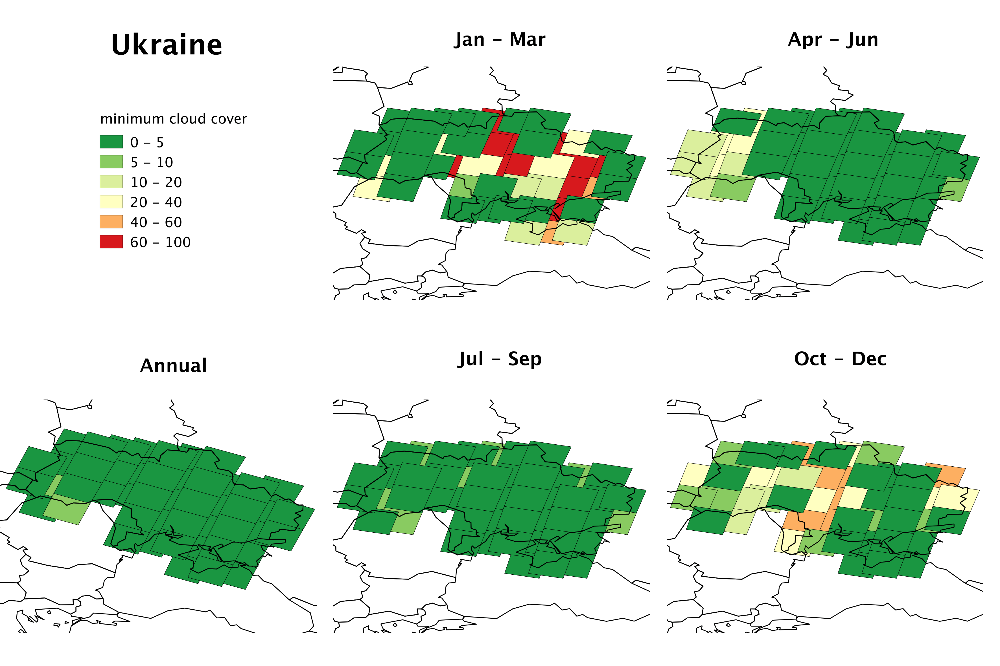 Ukraine
Jan – Mar
Apr – Jun
minimum cloud cover
0 – 5
5 – 10
10 – 20
20 – 40
40 – 60
60 – 100
Annual
Jul – Sep
Oct – Dec